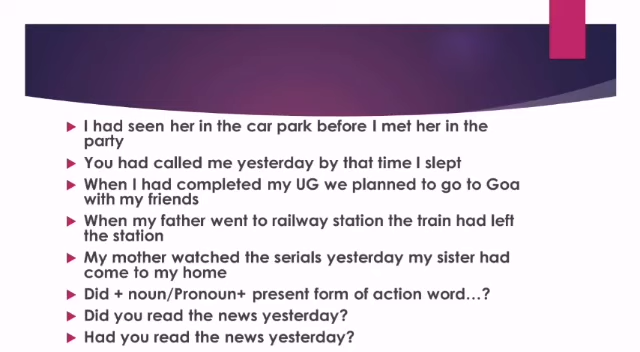 I had seen her in the car park before I met her in the
party
You had called me yesterday by that time I slept
When I had completed my UG we planned to go to Goa
with my friends
When my father went to railway station the train had left
the station
My mother watched the serials yesterday my sister had
come to my home
Did + noun/Pronoun+ present form of action word...?
Did you read the news yesterday?
Had you read the news yesterday?